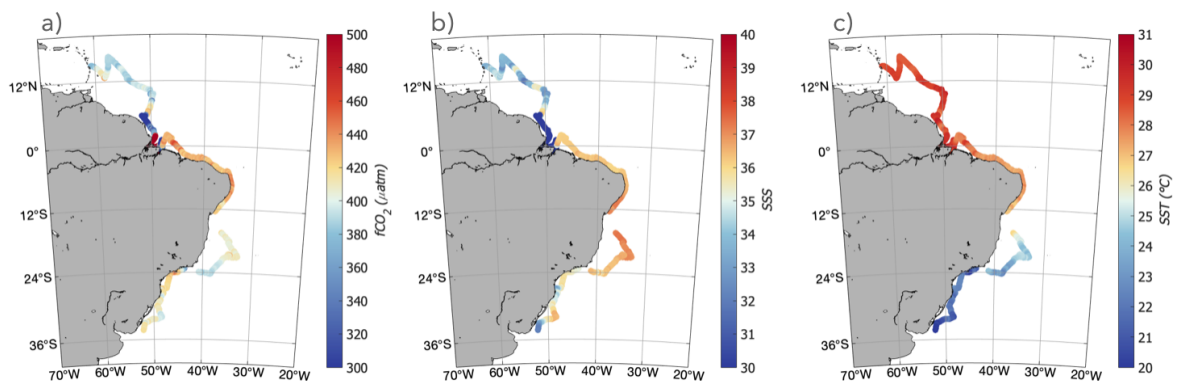 a)
b)
c)
12°N
0°
12°S
24°S
36°S
70°W 60°W 50°W 40°W 30°W 20°W
500
480
460
440
420
400
380
360
340
320
300
fCO2 (µatm)
12°N
0°
12°S
24°S
36°S
70°W 60°W 50°W 40°W 30°W 20°W
40
39
38
37
36
35
34
33
32
31
30
SSS
12°N
0°
12°S
24°S
36°S
70°W 60°W 50°W 40°W 30°W 20°W
31
30
29
28
27
26
25
24
23
22
21
20
SST (°C)